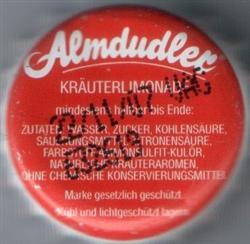 Almdudler
KRÄUTERLIMONADE
mindestens haltbar bis Ende:
ZUTATEN: WASSER, ZUCKER, KOHLENSÄURE,
SÄUERUNGSMITTEL ZITRONENSÄURE,
FARBSTOFF AMMONSULFIT-KULÖR,
NATÜRLICHE KRÄUTERAROMEN,
OHNE CHEMISCHE KONSERVIERUNGSMITTEL
Marke gesetzlich geschützt
Kühl und lichtgeschützt lagern